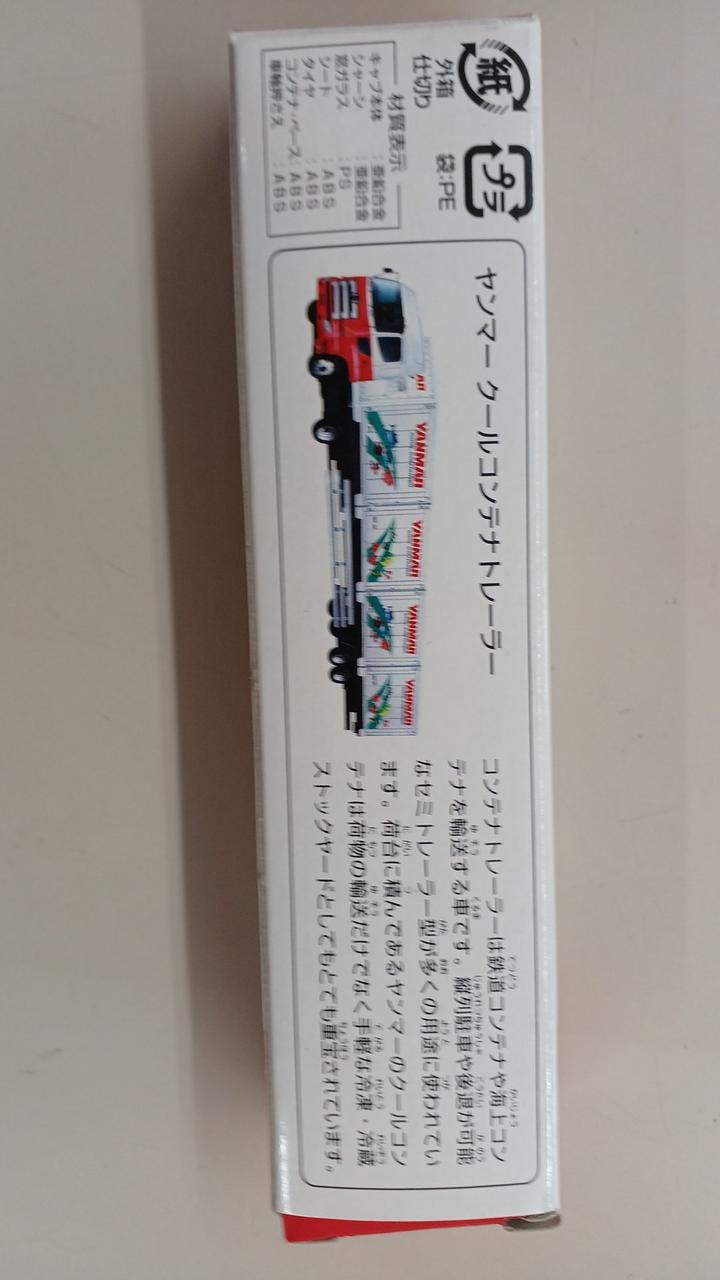 紙
外箱
仕切り
プラ
袋:PE
材質表示
キャブ本体 : 亜鉛合金
シャーシ : 亜鉛合金
窓ガラス : PS
シート : ABS
タイヤ : ABS
コンテナ・ベース : ABS
車軸押さえ : ABS
ヤンマー クールコンテナトレーラー
YANMAR
YANMAR
YANMAR
YANMAR
コンテナトレーラーは鉄道コンテナや海上コン
テナを輸送する車です。縦列駐車や後退が可能
なセミトレーラー型が多くの用途に使われてい
ます。荷台に積んであるヤンマーのクールコン
テナは荷物の輸送だけでなく手軽な冷凍・冷蔵
ストックヤードとしてもとても重宝されています。